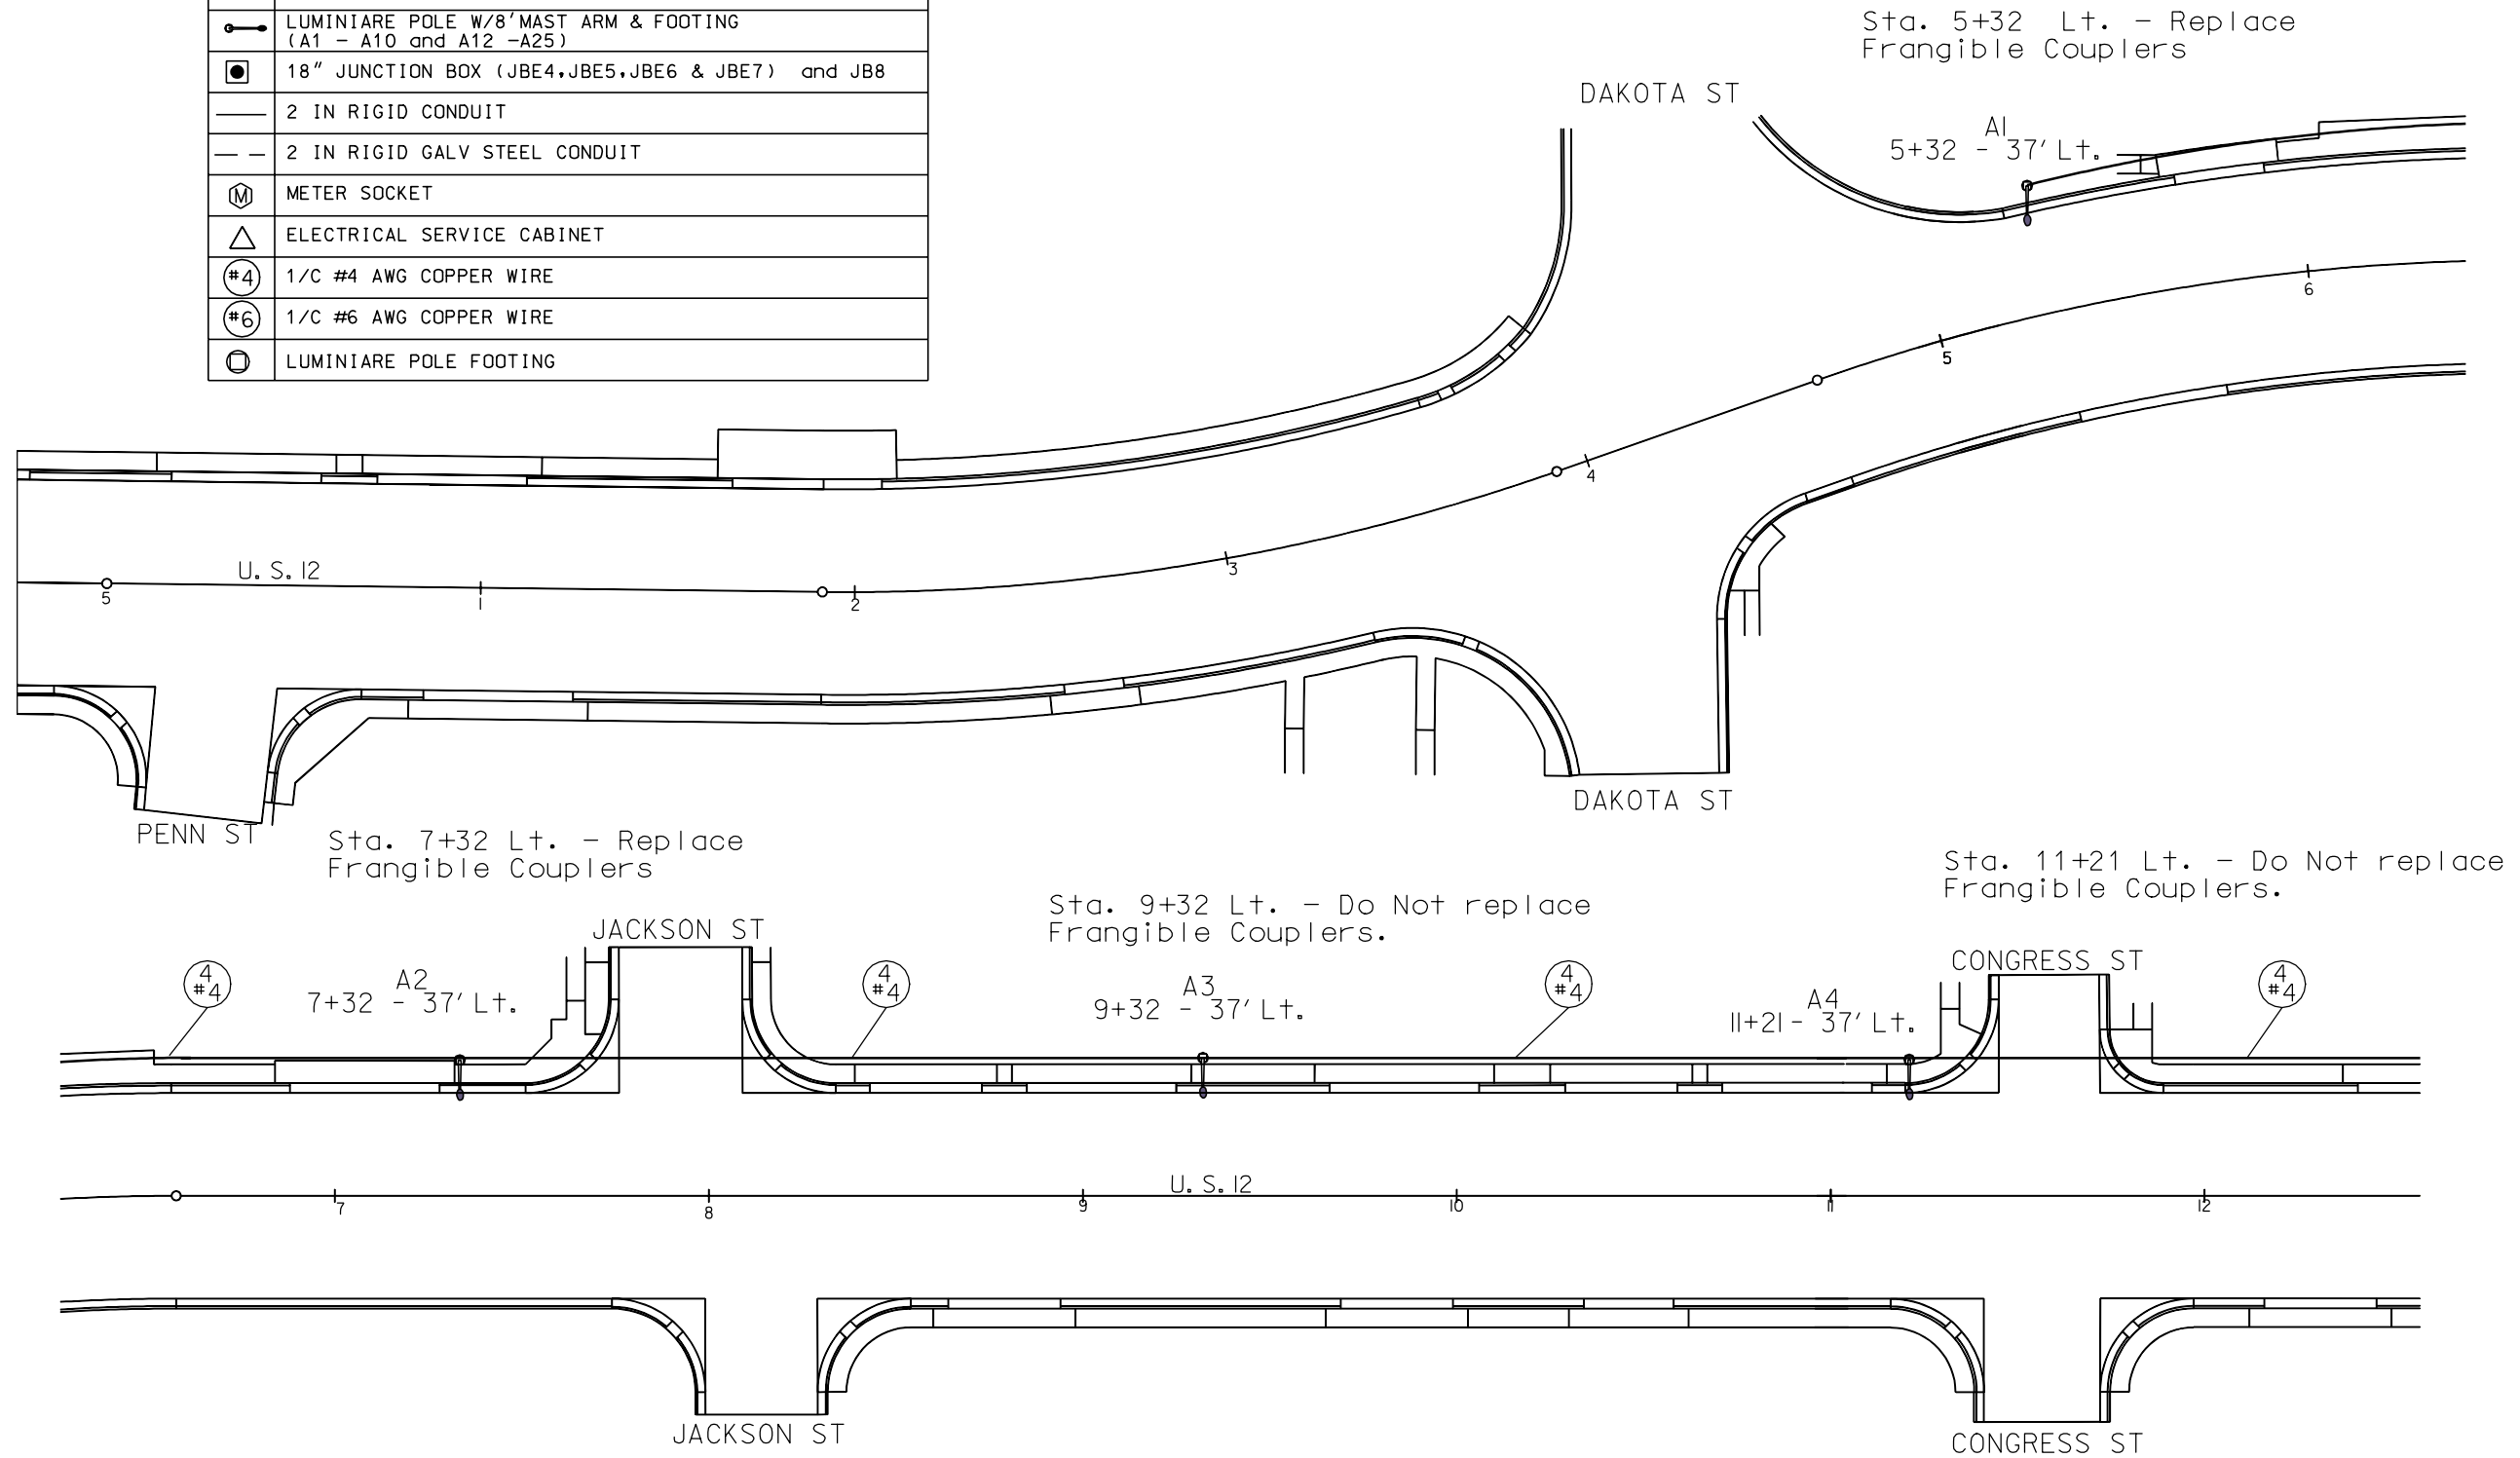 LUMINIARE POLE W/8'MAST ARM & FOOTING
(A1 - A10 and A12 -A25)
18" JUNCTION BOX (JBE4,JBE5,JBE6 & JBE7) and JB8
2 IN RIGID CONDUIT
2 IN RIGID GALV STEEL CONDUIT
M METER SOCKET
ELECTRICAL SERVICE CABINET
#4 1/C #4 AWG COPPER WIRE
#6 1/C #6 AWG COPPER WIRE
LUMINIARE POLE FOOTING
Sta. 5+32 Lt. - Replace
Frangible Couplers
DAKOTA ST
A1
5+32 - 37' Lt.
6
5
4
3
U.S.12
5
1
2
DAKOTA ST
PENN ST
Sta. 7+32 Lt. - Replace
Frangible Couplers
Sta. 9+32 Lt. - Do Not replace
Frangible Couplers.
Sta. 11+21 Lt. - Do Not replace
Frangible Couplers.
JACKSON ST
CONGRESS ST
4
#4
A2
7+32 - 37' Lt.
4
#4
A3
9+32 - 37' Lt.
4
#4
A4
11+21- 37' Lt.
4
#4
U.S.12
7
8
9
10
11
12
JACKSON ST
CONGRESS ST